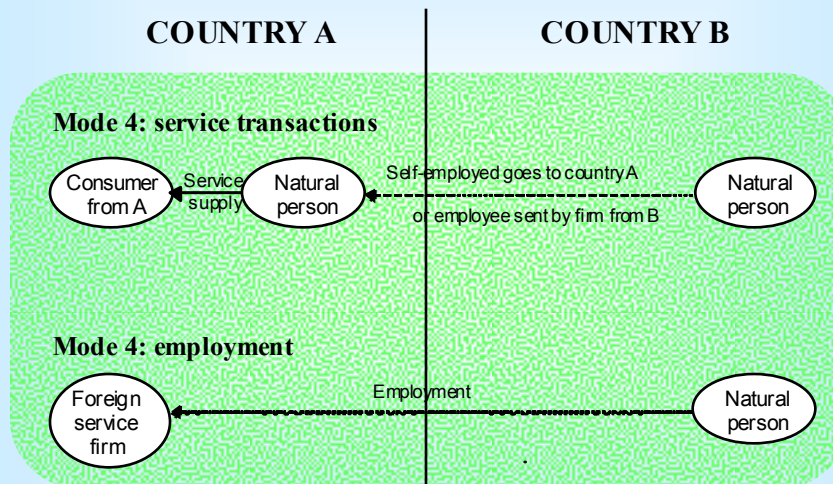 COUNTRY A
COUNTRY B
Mode 4: service transactions
Consumer
from A
Service
supply
Natural
person
Self-employed goes to country A
or employee sent by firm from B
Natural
person
Mode 4: employment
Foreign
service
firm
Employment
Natural
person